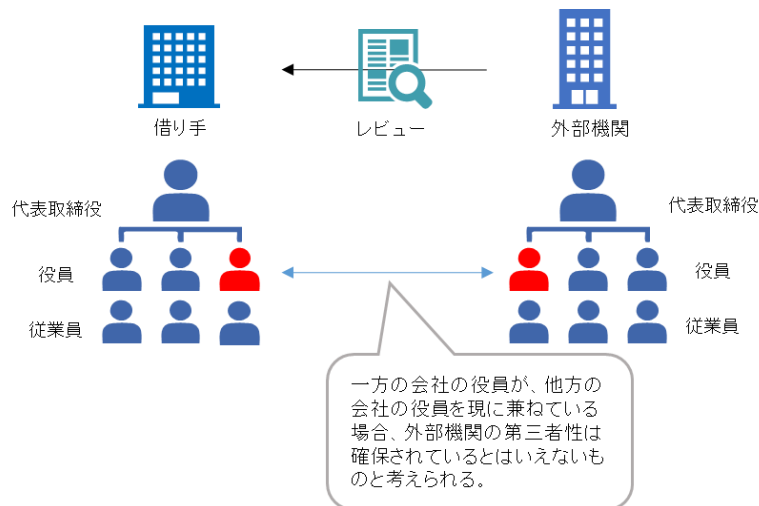 借り手
レビュー
外部機関
代表取締役
代表取締役
役員
役員
従業員
従業員
一方の会社の役員が、他方の
会社の役員を現に兼ねている
場合、外部機関の第三者性は
確保されているとはいえないも
のと考えられる。